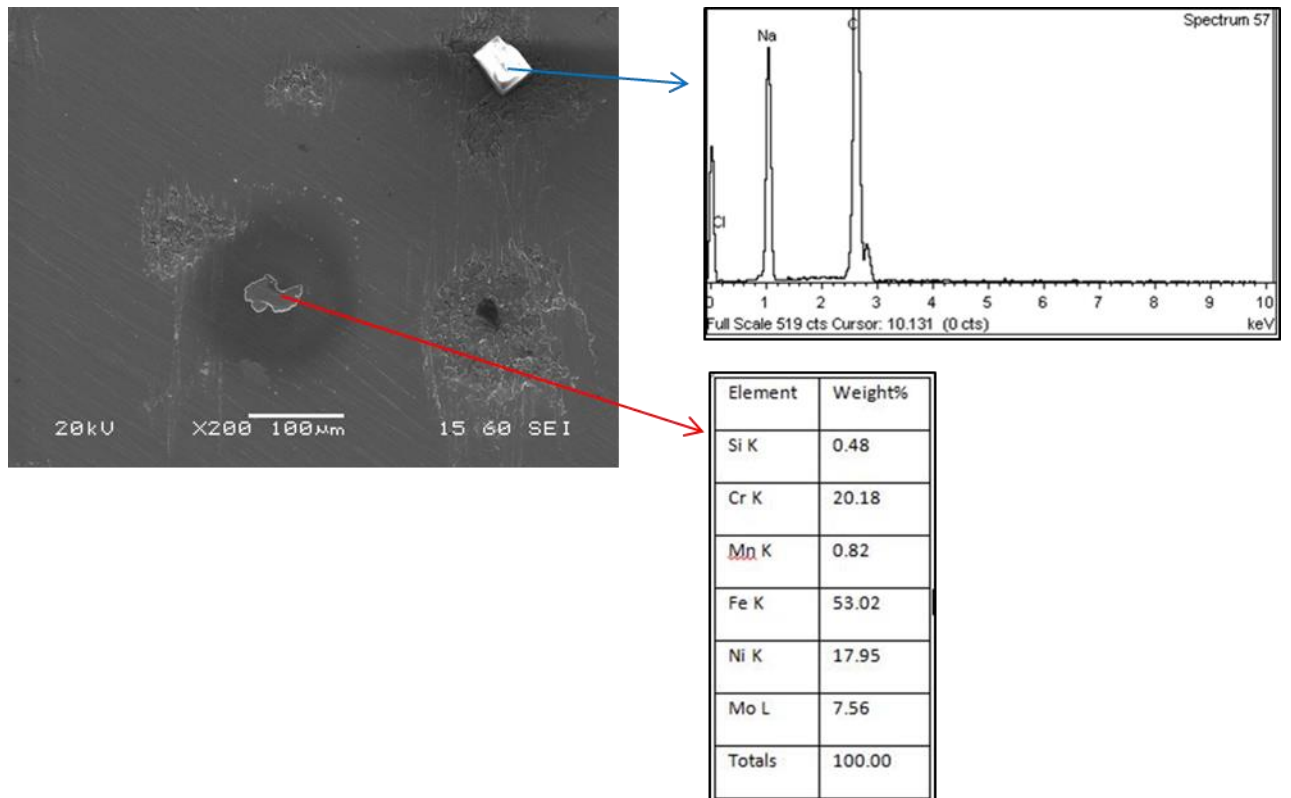 20kV X200 100µm 15 60 SEI
Spectrum 57
Na
C
Cl
0 1 2 3 4 5 6 7 8 9 10
Full Scale 519 cts Cursor: 10.131 (0 cts) keV
Element Weight%
Si K 0.48
Cr K 20.18
Mn K 0.82
Fe K 53.02
Ni K 17.95
Mo L 7.56
Totals 100.00